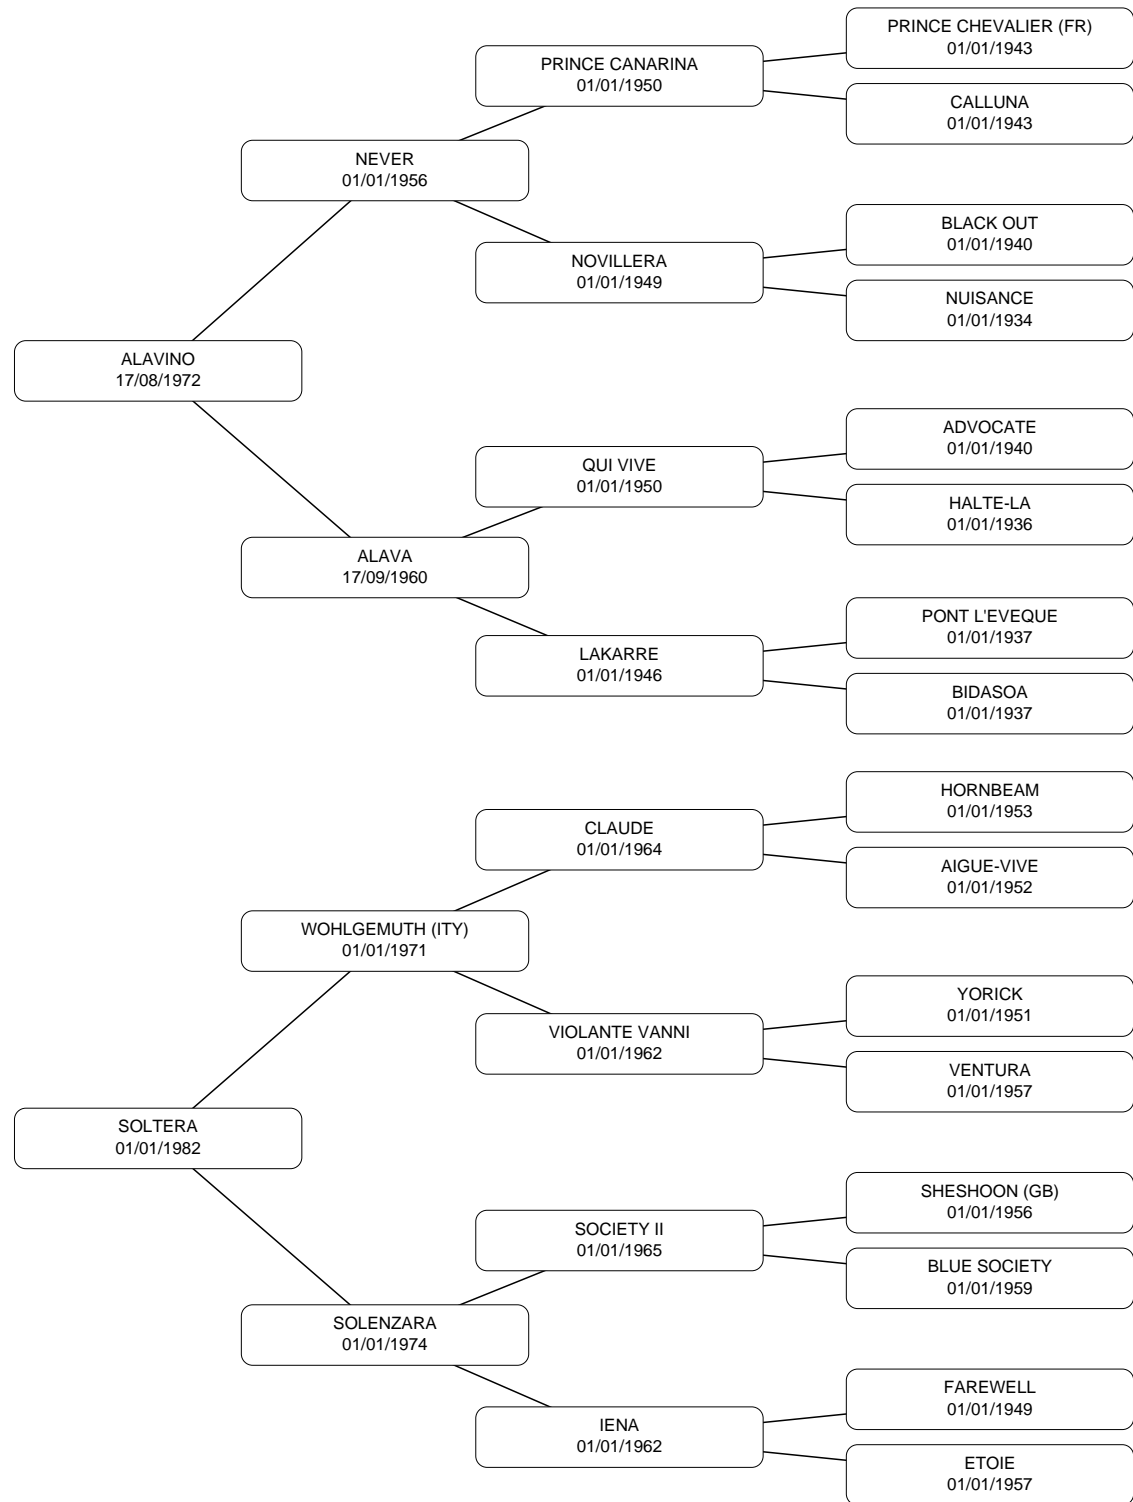 PRINCE CHEVALIER (FR)
01/01/1943
PRINCE CANARINA
01/01/1950
CALLUNA
01/01/1943
NEVER
01/01/1956
BLACK OUT
01/01/1940
NOVILLERA
01/01/1949
NUISANCE
01/01/1934
ALAVINO
17/08/1972
ADVOCATE
01/01/1940
QUI VIVE
01/01/1950
HALTE-LA
01/01/1936
ALAVA
17/09/1960
PONT L'EVEQUE
01/01/1937
LAKARRE
01/01/1946
BIDASOA
01/01/1937
HORNBEAM
01/01/1953
CLAUDE
01/01/1964
AIGUE-VIVE
01/01/1952
WOHLGEMUTH (ITY)
01/01/1971
YORICK
01/01/1951
VIOLANTE VANNI
01/01/1962
VENTURA
01/01/1957
SOLTERA
01/01/1982
SHESHOON (GB)
01/01/1956
SOCIETY II
01/01/1965
BLUE SOCIETY
01/01/1959
SOLENZARA
01/01/1974
FAREWELL
01/01/1949
IENA
01/01/1962
ETOIE
01/01/1957